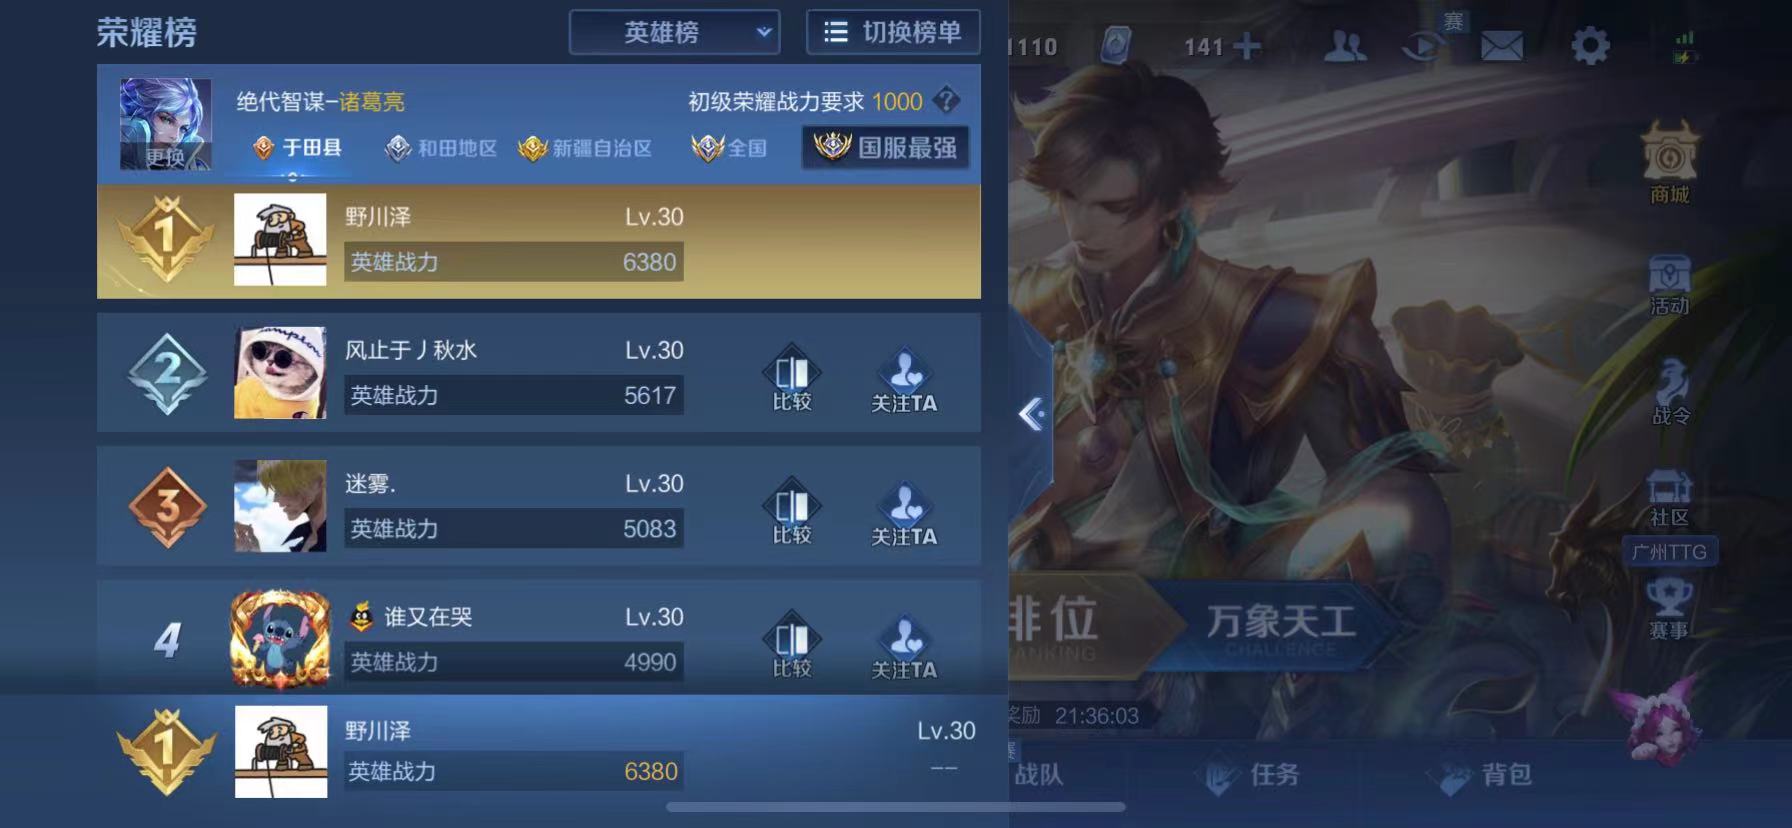 荣耀榜
英雄榜
切换榜单
更换
绝代智谋-诸葛亮
初级荣耀战力要求 1000 ?
于田县
和田地区
新疆自治区
全国
国服最强
1
野川泽
Lv.30
英雄战力
6380
2
风止于丿秋水
Lv.30
英雄战力
5617
比较
关注TA
3
迷雾.
Lv.30
英雄战力
5083
比较
关注TA
4
谁又在哭
Lv.30
英雄战力
4990
比较
关注TA
1
野川泽
Lv.30
英雄战力
6380
--
1110
141
赛
商城
活动
战令
社区
广州TTG
赛事
排位
RANKING
万象天工
CHALLENGE
奖励 21:36:03
赛
战队
任务
背包